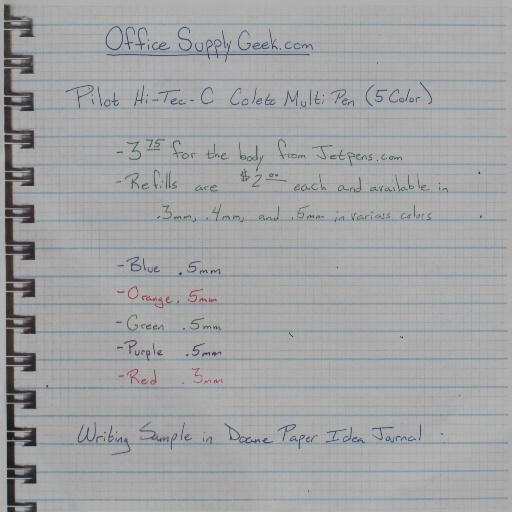 OfficeSupplyGeek.com
Pilot Hi-Tec-C Coleto Multi Pen (5 Color)
- 3 75 for the body from Jetpens.com
- Refills are $2 00 each and available in
.3mm, .4mm, and .5mm in varioss colors
- Blue .5mm
- Orange .5mm
- Green .5mm
- Purple .5mm
- Red .3mm
Writing Sample in Doane Paper Idea Journal